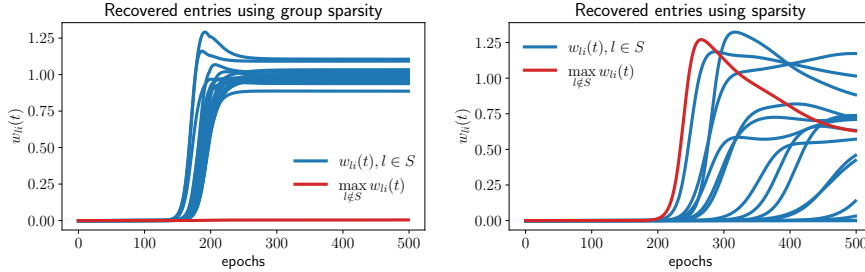 Recovered entries using group sparsity
1.25
1.00
0.75
0.50
0.25
0.00
w_{li}(t)
w_{li}(t), l ∈ S
max w_{li}(t)
l∉S
0 100 200 300 400 500
epochs
Recovered entries using sparsity
1.25
1.00
0.75
0.50
0.25
0.00
w_{li}(t)
w_{li}(t), l ∈ S
max w_{li}(t)
l∉S
0 100 200 300 400 500
epochs